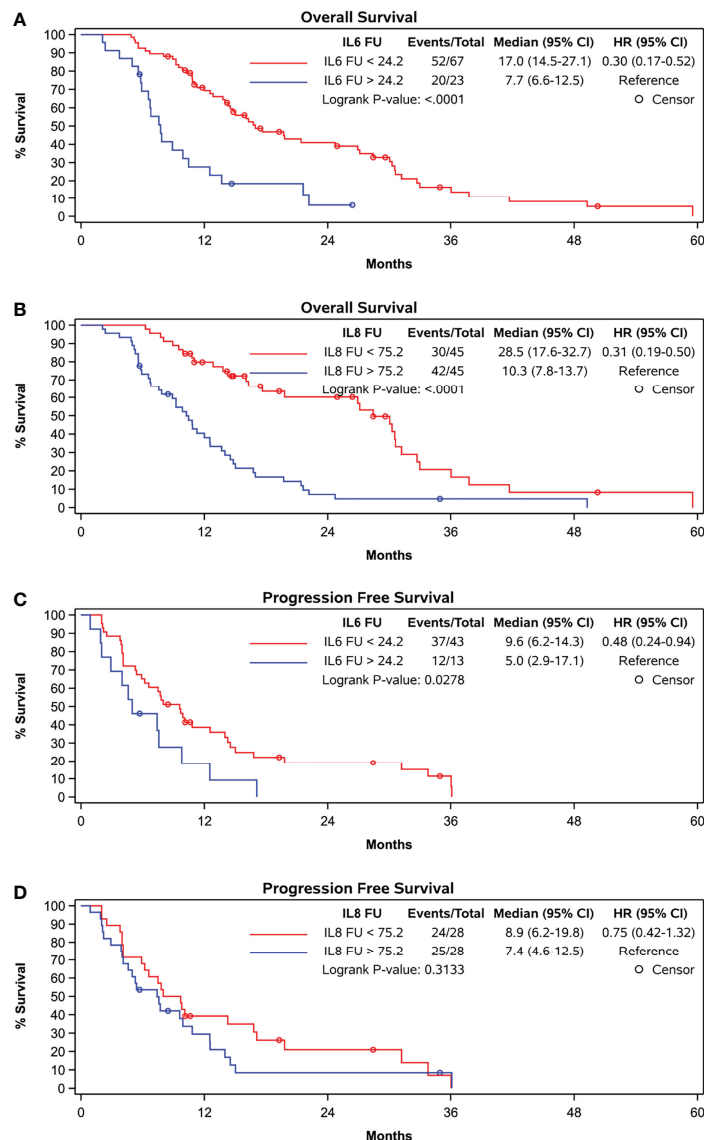 A
Overall Survival
IL6 FU Events/Total Median (95% CI) HR (95% CI)
IL6 FU < 24.2 52/67 17.0 (14.5-27.1) 0.30 (0.17-0.52)
IL6 FU > 24.2 20/23 7.7 (6.6-12.5) Reference
Logrank P-value: <.0001 Censor
% Survival
100
90
80
70
60
50
40
30
20
10
0
0 12 24 36 48 60
Months
B
Overall Survival
IL8 FU Events/Total Median (95% CI) HR (95% CI)
IL8 FU < 75.2 30/45 28.5 (17.6-32.7) 0.31 (0.19-0.50)
IL8 FU > 75.2 42/45 10.3 (7.8-13.7) Reference
Logrank P-value: <.0001 Censor
% Survival
100
90
80
70
60
50
40
30
20
10
0
0 12 24 36 48 60
Months
C
Progression Free Survival
IL6 FU Events/Total Median (95% CI) HR (95% CI)
IL6 FU < 24.2 37/43 9.6 (6.2-14.3) 0.48 (0.24-0.94)
IL6 FU > 24.2 12/13 5.0 (2.9-17.1) Reference
Logrank P-value: 0.0278 Censor
% Survival
100
90
80
70
60
50
40
30
20
10
0
0 12 24 36 48 60
Months
D
Progression Free Survival
IL8 FU Events/Total Median (95% CI) HR (95% CI)
IL8 FU < 75.2 24/28 8.9 (6.2-19.8) 0.75 (0.42-1.32)
IL8 FU > 75.2 25/28 7.4 (4.6-12.5) Reference
Logrank P-value: 0.3133 Censor
% Survival
100
90
80
70
60
50
40
30
20
10
0
0 12 24 36 48 60
Months